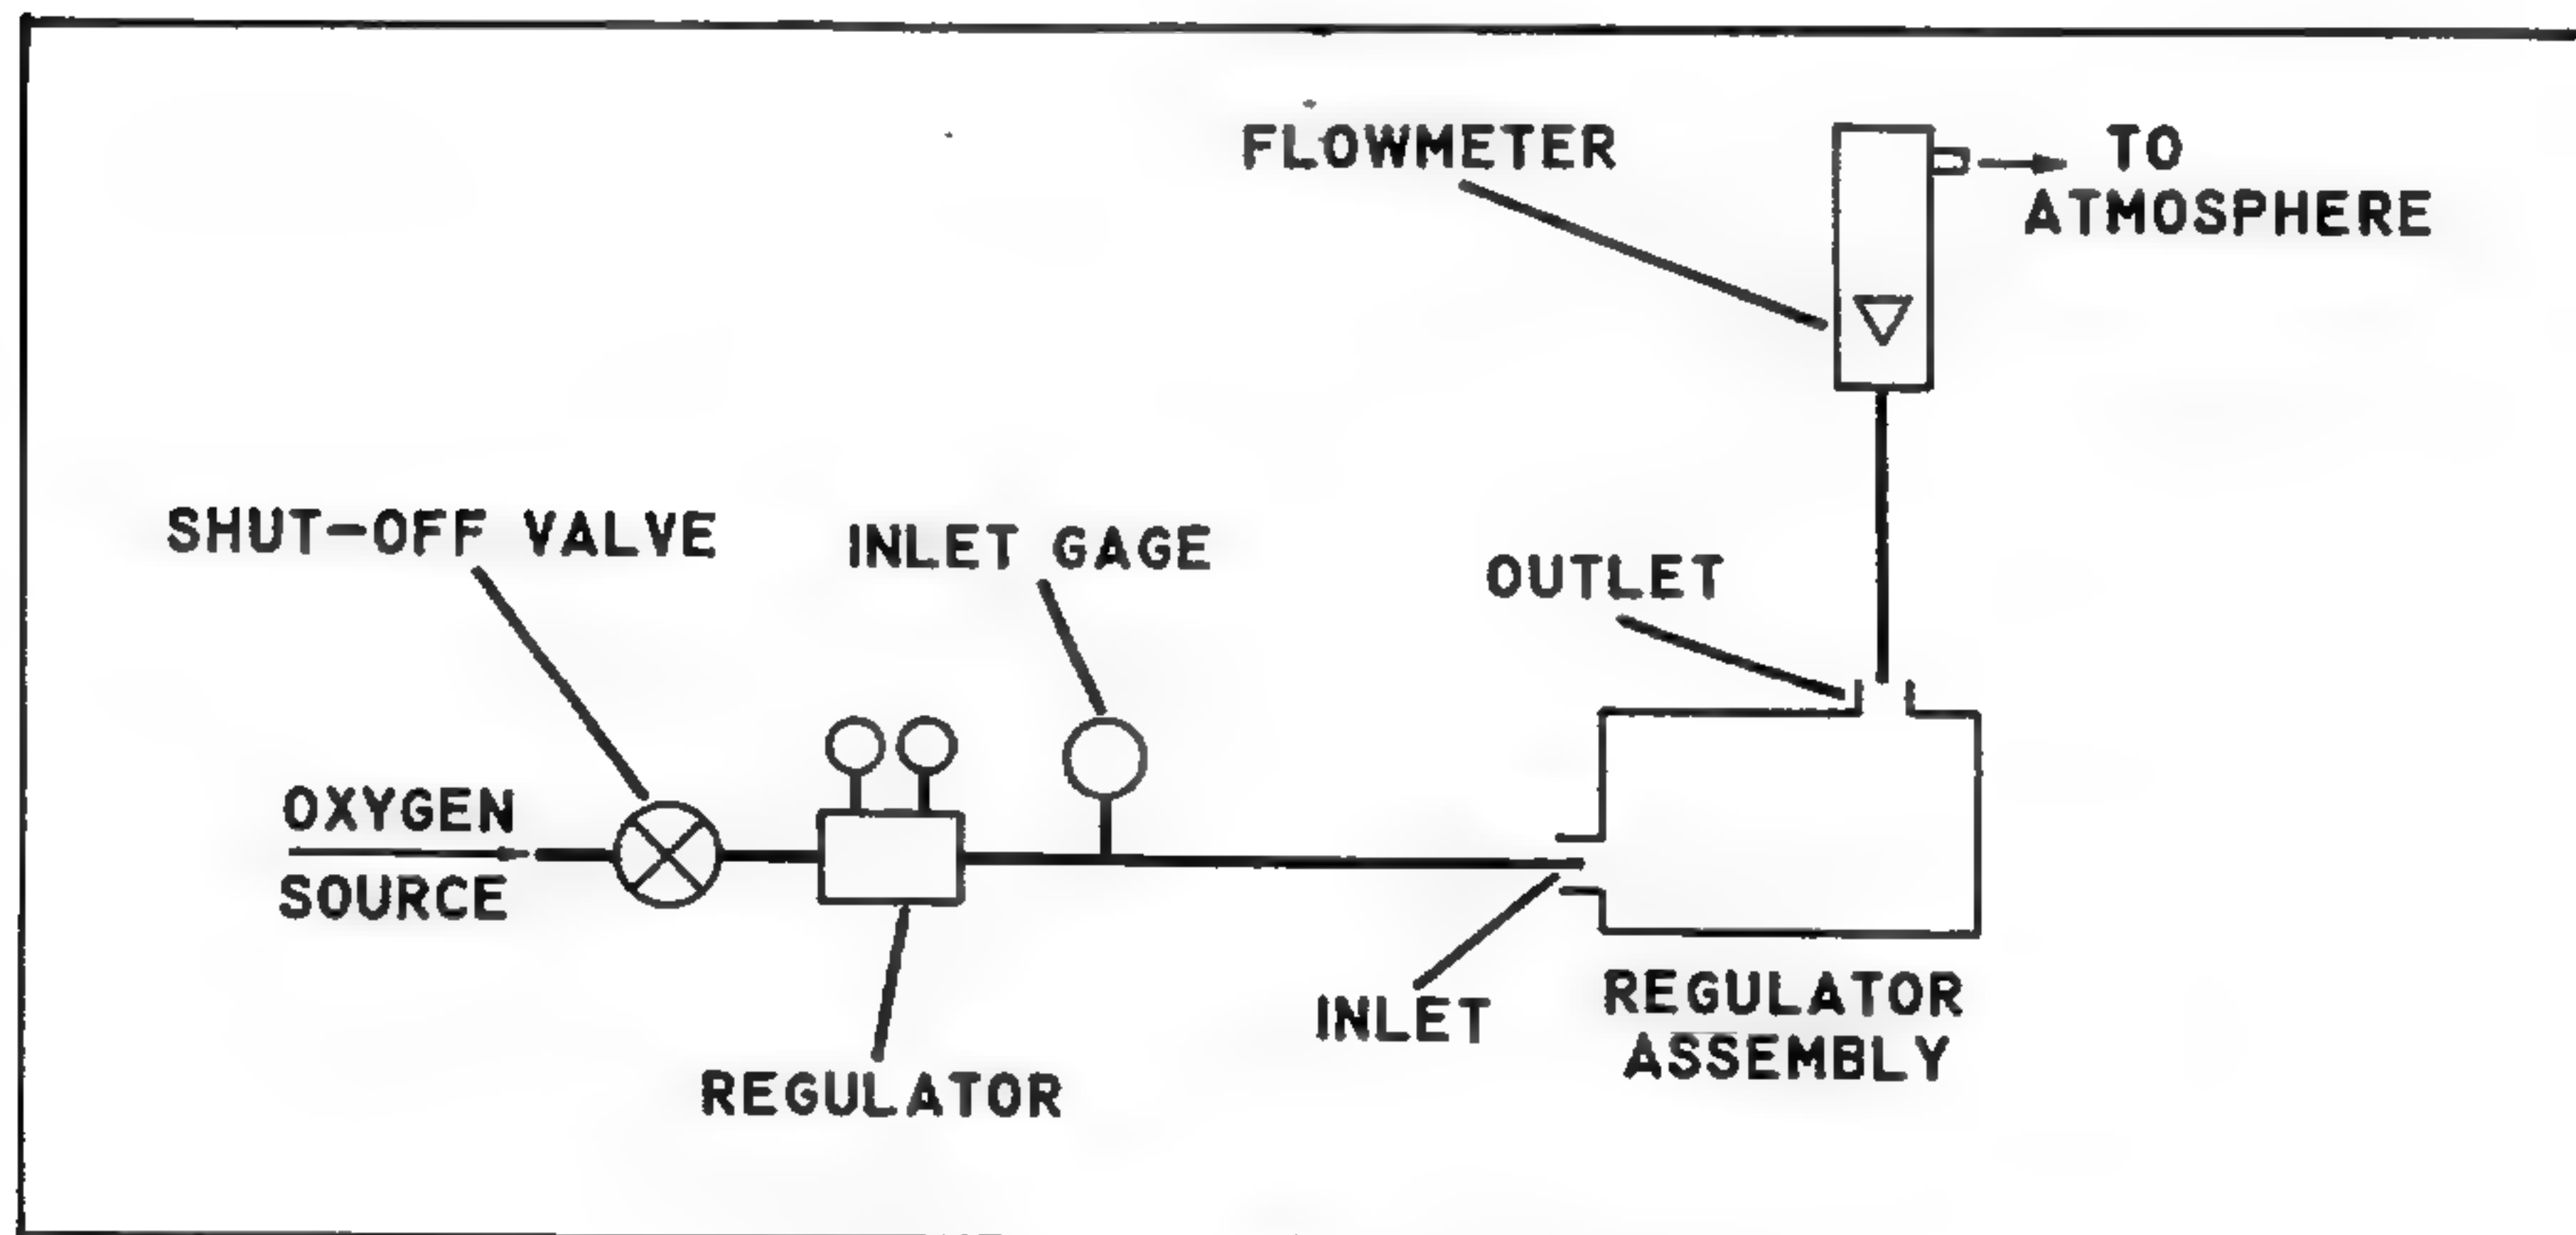 FLOWMETER
TO
ATMOSPHERE
SHUT-OFF VALVE
INLET GAGE
OUTLET
OXYGEN
SOURCE
INLET
REGULATOR
ASSEMBLY
REGULATOR